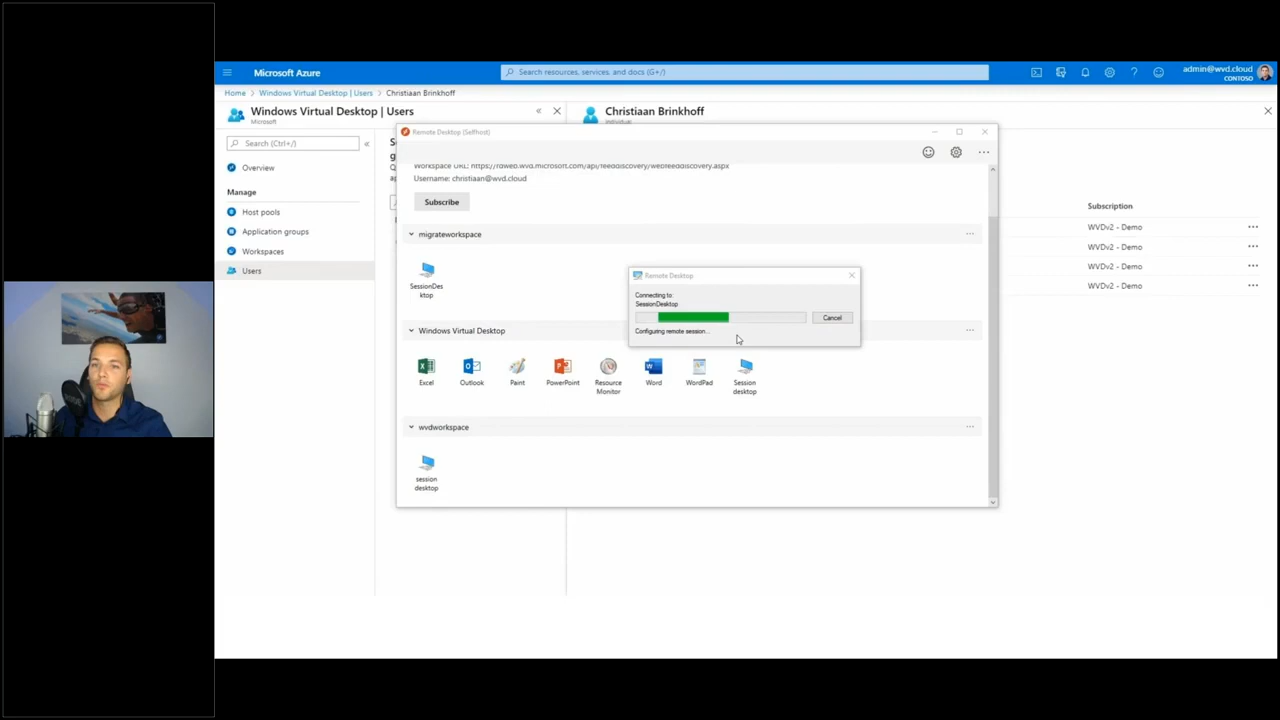 Microsoft Azure
Search resources, services, and docs (G+/)
admin@wvd.cloud
CONTOSO
Home > Windows Virtual Desktop | Users > Christiaan Brinkhoff
Windows Virtual Desktop | Users
Microsoft
Christiaan Brinkhoff
individual
Search (Ctrl+/)
Overview
Manage
Host pools
Application groups
Workspaces
Users
Remote Desktop (Selfhost)
Workspace URL: https://rdweb.wvd.microsoft.com/api/feeddiscovery/webfeeddiscovery.aspx
Username: christiaan@wvd.cloud
Subscribe
migrateworkspace
SessionDes
ktop
Remote Desktop
Connecting to:
SessionDesktop
Cancel
Configuring remote session...
Windows Virtual Desktop
Excel
Outlook
Paint
PowerPoint
Resource
Monitor
Word
WordPad
Session
desktop
wvdworkspace
session
desktop
Subscription
WVDv2 - Demo
WVDv2 - Demo
WVDv2 - Demo
WVDv2 - Demo